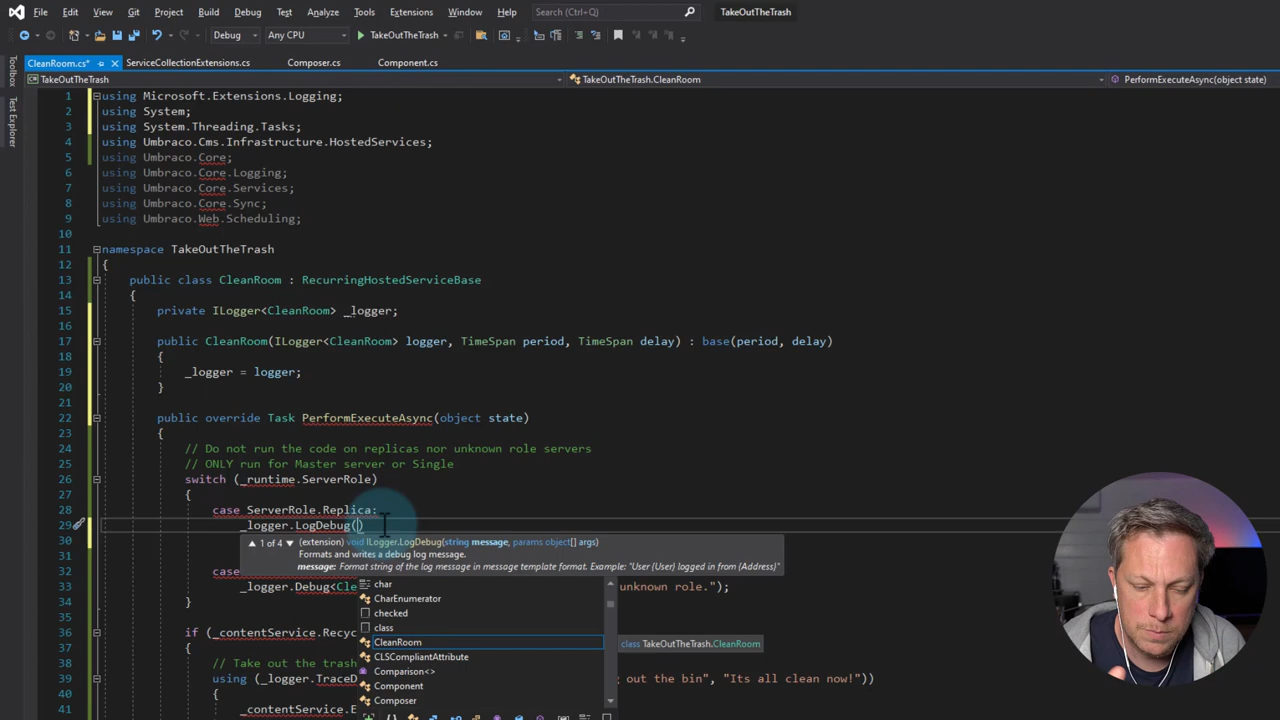 File Edit View Git Project Build Debug Test Analyze Tools Extensions Window Help Search (Ctrl+Q) TakeOutTheTrash
Debug Any CPU TakeOutTheTrash
CleanRoom.cs* ServiceCollectionExtensions.cs Composer.cs Component.cs
TakeOutTheTrash TakeOutTheTrash.CleanRoom PerformExecuteAsync(object state)
Toolbox
Test Explorer
1 using Microsoft.Extensions.Logging;
2 using System;
3 using System.Threading.Tasks;
4 using Umbraco.Cms.Infrastructure.HostedServices;
5 using Umbraco.Core;
6 using Umbraco.Core.Logging;
7 using Umbraco.Core.Services;
8 using Umbraco.Core.Sync;
9 using Umbraco.Web.Scheduling;
10
11 namespace TakeOutTheTrash
12 {
13 public class CleanRoom : RecurringHostedServiceBase
14 {
15 private ILogger<CleanRoom> _logger;
16
17 public CleanRoom(ILogger<CleanRoom> logger, TimeSpan period, TimeSpan delay) : base(period, delay)
18 {
19 _logger = logger;
20 }
21
22 public override Task PerformExecuteAsync(object state)
23 {
24 // Do not run the code on replicas nor unknown role servers
25 // ONLY run for Master server or Single
26 switch (_runtime.ServerRole)
27 {
28 case ServerRole.Replica:
29 _logger.LogDebug()
30 1 of 4 (extension) void ILogger.LogDebug(string message, params object[] args)
31 Formats and writes a debug log message.
message: Format string of the log message in message template format. Example: "User {User} logged in from {Address}"
32 case
char
33 _logger.Debug<Cle unknown role.");
CharEnumerator
34 }
checked
35
class
36 if (_contentService.Recyc
37 {
CleanRoom class TakeOutTheTrash.CleanRoom
38 // Take out the trash
CLSCompliantAttribute
39 using (_logger.TraceD g out the bin", "Its all clean now!"))
Comparison<>
40 {
Component
41 _contentService.E
Composer